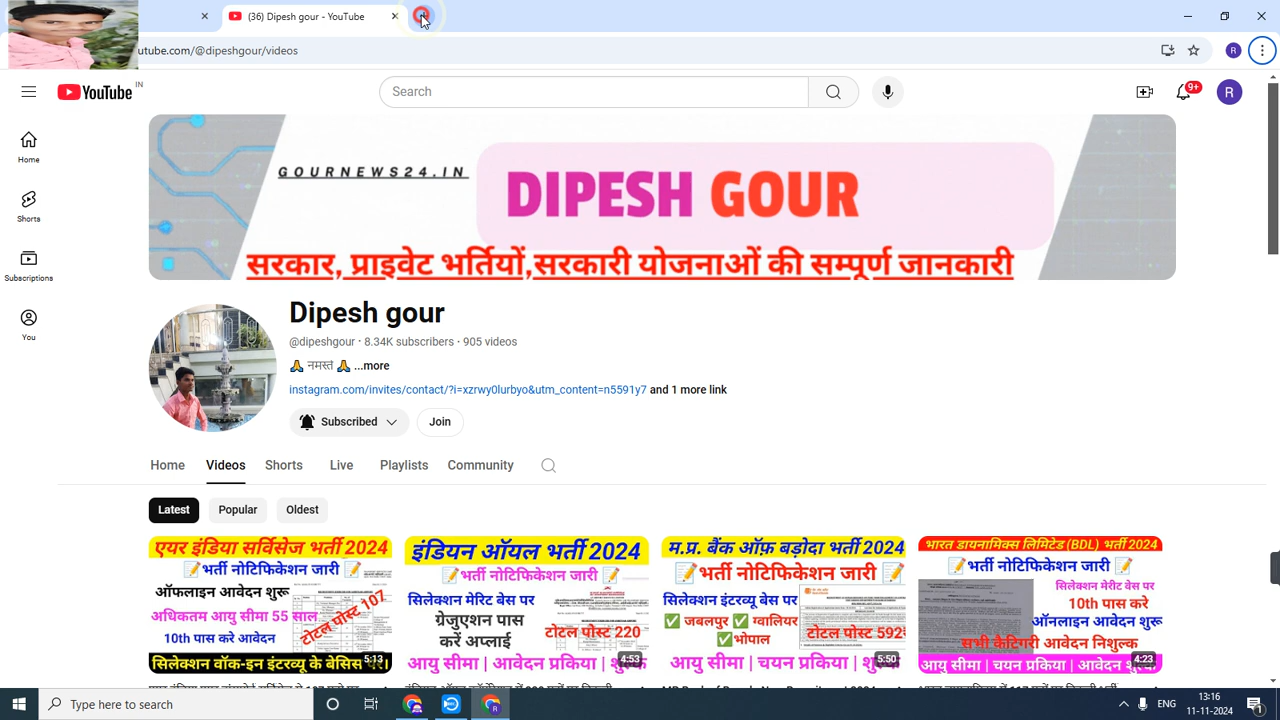 (36) Dipesh gour - YouTube
utube.com/@dipeshgour/videos
R
YouTube IN
Search
9+
R
Home
Shorts
Subscriptions
You
GOURNEWS24.IN
DIPESH GOUR
सरकार, प्राइवेट भर्तियों,सरकारी योजनाओं की सम्पूर्ण जानकारी
Dipesh gour
@dipeshgour · 8.34K subscribers · 905 videos
🙏 नमस्ते 🙏 ...more
instagram.com/invites/contact/?i=xzrwy0lurbyo&utm_content=n5591y7 and 1 more link
Subscribed Join
Home Videos Shorts Live Playlists Community
Latest Popular Oldest
एयर इंडिया सर्विसेज भर्ती 2024
📝भर्ती नोटिफिकेशन जारी 📝
ऑफलाइन आवेदन शुरू
अधिकतम आयु सीमा 55 साल
टोटल पोस्ट 107
10th पास करे आवेदन
सिलेक्शन वॉक-इन इंटरव्यू के बेसिस
5:13
इंडियन ऑयल भर्ती 2024
📝भर्ती नोटिफिकेशन जारी 📝
सिलेक्शन मेरिट बेस पर
ग्रेजुएशन पास
करें अप्लाई
टोटल पोस्ट
आयु सीमा | आवेदन प्रकिया |
4:53
म.प्र. बैंक ऑफ़ बड़ोदा भर्ती 2024
📝भर्ती नोटिफिकेशन जारी 📝
सिलेक्शन इंटरव्यू बेस पर
✅ जबलपुर ✅ ग्वालियर
✅भोपाल
टोटल पोस्ट 592
आयु सीमा | चयन प्रकिया |
5:50
भारत डायनामिक्स लिमिटेड (BDL) भर्ती 2024
📝भर्ती नोटिफिकेशन जारी 📝
सिलेक्शन मेरीट बेस पर
10th पास करे
ऑनलाइन आवेदन शुरू
सभी कैटिगरी आवेदन निशुल्क
आयु सीमा | चयन प्रकिया | आवेदन
4:23
Type here to search
13:16
11-11-2024
1